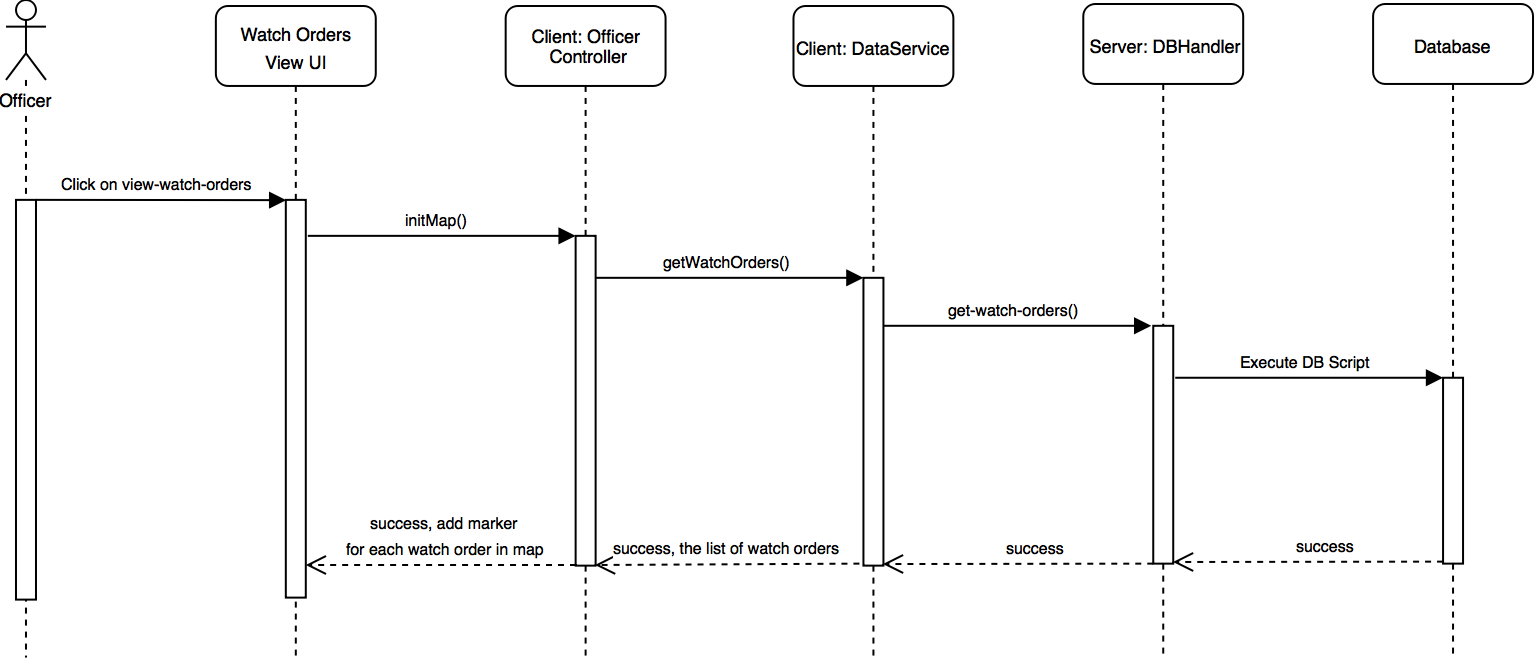 Officer
Watch Orders
View UI
Client: Officer
Controller
Client: DataService
Server: DBHandler
Database
Click on view-watch-orders
initMap()
getWatchOrders()
get-watch-orders()
Execute DB Script
success, add marker
for each watch order in map
success, the list of watch orders
success
success